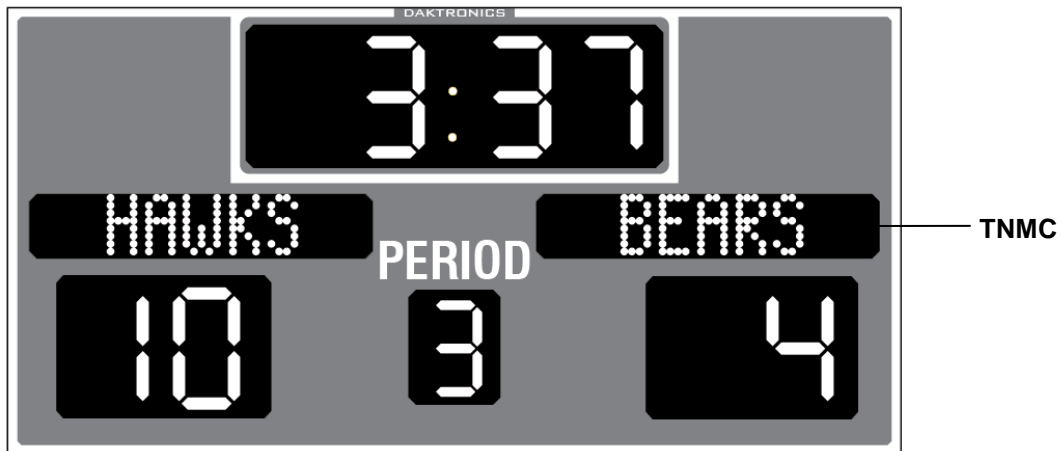 DAKTRONICS
3:37
HAWKS BEARS
TNMC
PERIOD
10 3 4